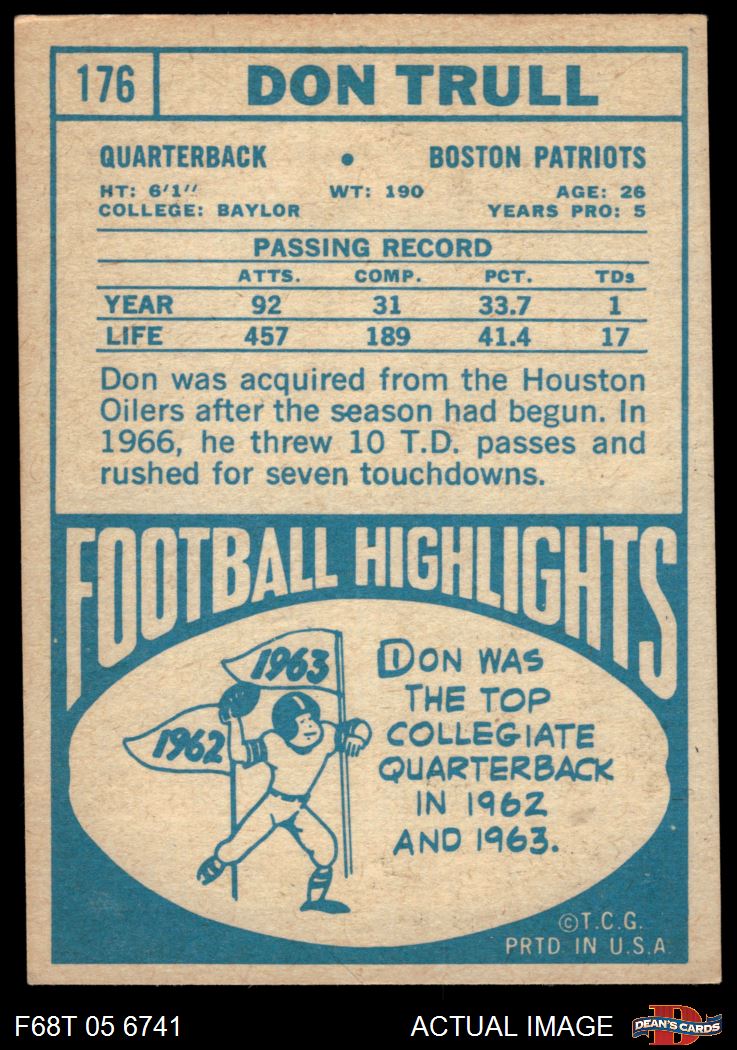 176 DON TRULL
QUARTERBACK • BOSTON PATRIOTS
HT: 6'1" WT: 190 AGE: 26
COLLEGE: BAYLOR YEARS PRO: 5
PASSING RECORD
ATTS. COMP. PCT. TDs
YEAR 92 31 33.7 1
LIFE 457 189 41.4 17
Don was acquired from the Houston
Oilers after the season had begun. In
1966, he threw 10 T.D. passes and
rushed for seven touchdowns.
FOOTBALL HIGHLIGHTS
1963
1962
DON WAS
THE TOP
COLLEGIATE
QUARTERBACK
IN 1962
AND 1963.
©T.C.G.
PRTD. IN U.S.A.
F68T 05 6741 ACTUAL IMAGE
D
DEAN'S CARDS